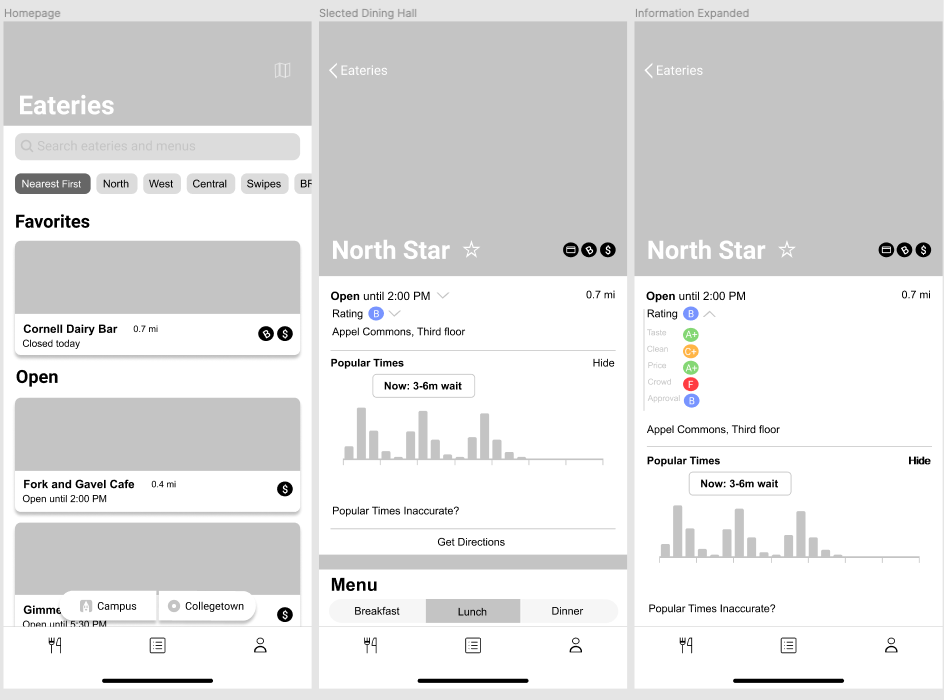 Homepage
Eateries
Search eateries and menus
Nearest First North West Central Swipes BR
Favorites
Cornell Dairy Bar 0.7 mi
B $
Closed today
Open
Fork and Gavel Cafe 0.4 mi
$
Open until 2:00 PM
Gimme
$
Campus Collegetown
Open until 5:30 PM
Slected Dining Hall
Eateries
North Star
B $
Open until 2:00 PM 0.7 mi
Rating B
Appel Commons, Third floor
Popular Times Hide
Now: 3-6m wait
Popular Times Inaccurate?
Get Directions
Menu
Breakfast Lunch Dinner
Information Expanded
Eateries
North Star
B $
Open until 2:00 PM 0.7 mi
Rating B
Taste A+
Clean C+
Price A+
Crowd F
Approval B
Appel Commons, Third floor
Popular Times Hide
Now: 3-6m wait
Popular Times Inaccurate?